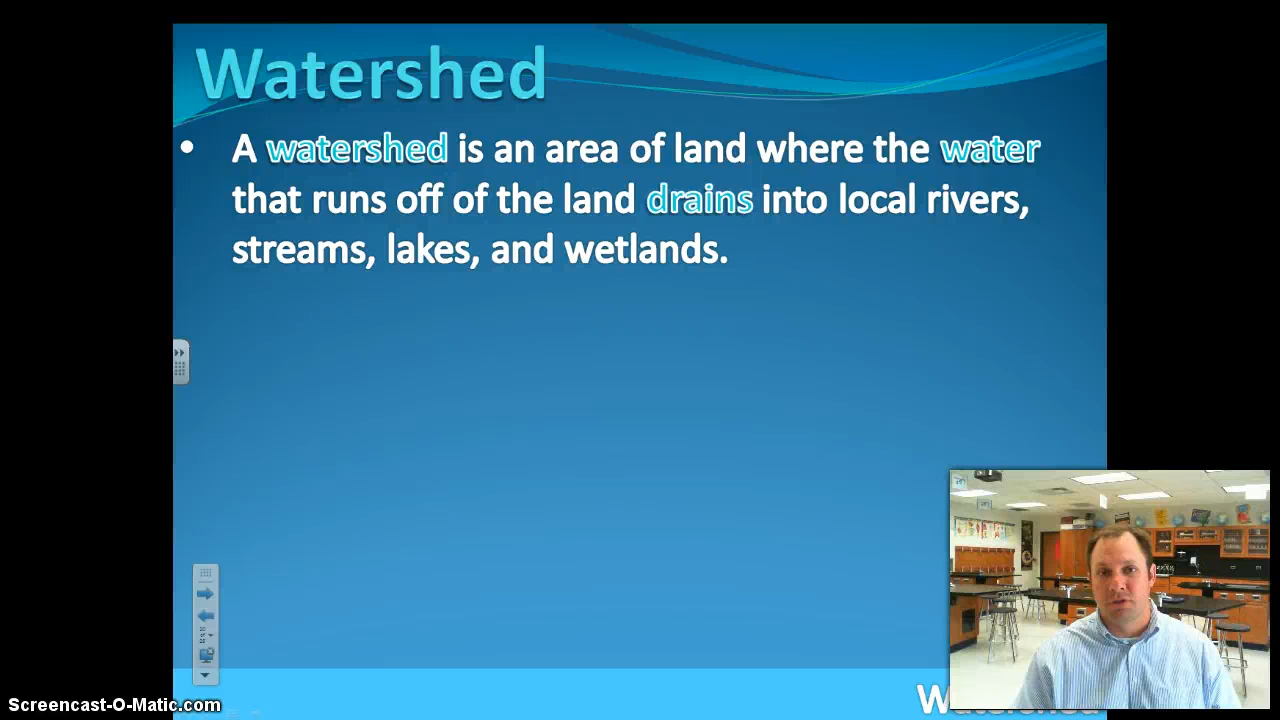 Watershed
• A watershed is an area of land where the water
that runs off of the land drains into local rivers,
streams, lakes, and wetlands.
Screencast-O-Matic.com